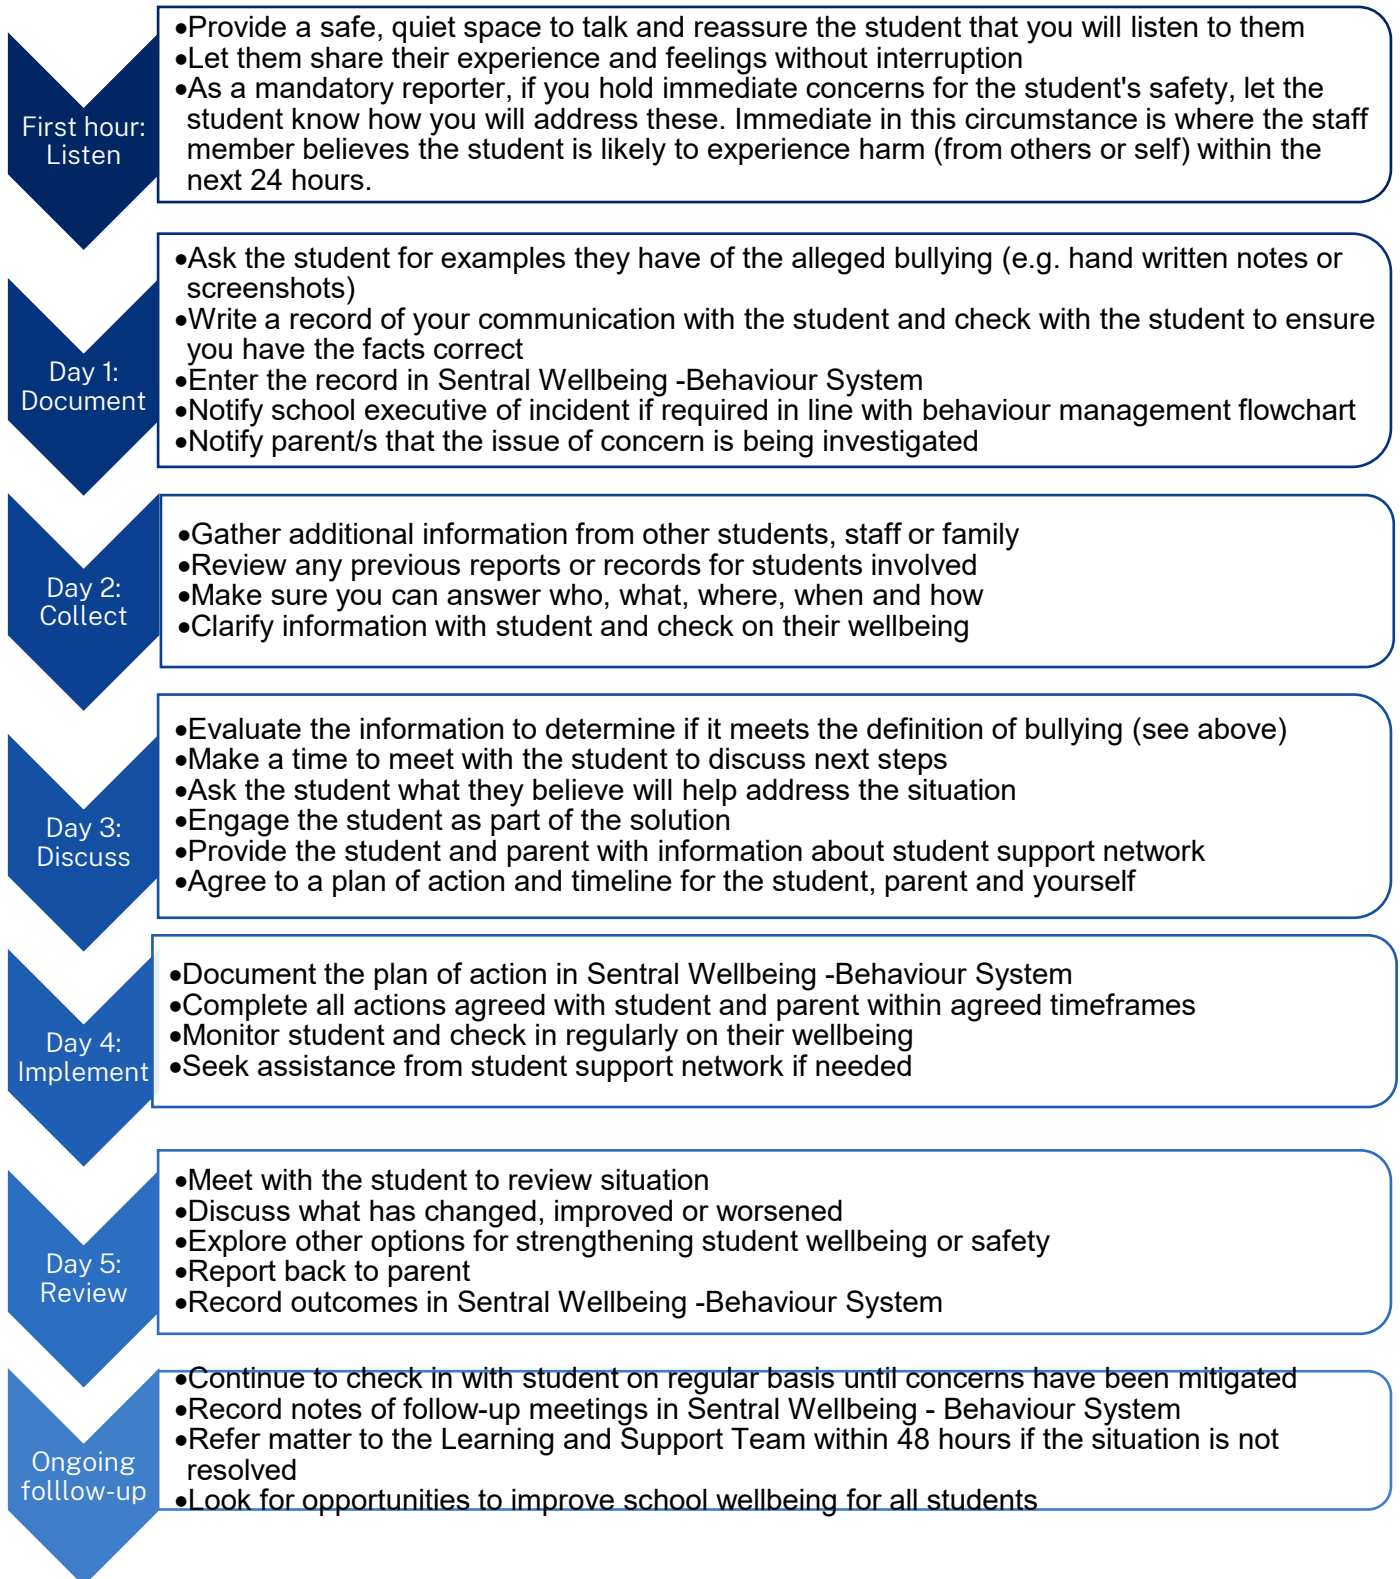 First hour:
Listen
•Provide a safe, quiet space to talk and reassure the student that you will listen to them
•Let them share their experience and feelings without interruption
•As a mandatory reporter, if you hold immediate concerns for the student's safety, let the
student know how you will address these. Immediate in this circumstance is where the staff
member believes the student is likely to experience harm (from others or self) within the
next 24 hours.
Day 1:
Document
•Ask the student for examples they have of the alleged bullying (e.g. hand written notes or
screenshots)
•Write a record of your communication with the student and check with the student to ensure
you have the facts correct
•Enter the record in Sentral Wellbeing -Behaviour System
•Notify school executive of incident if required in line with behaviour management flowchart
•Notify parent/s that the issue of concern is being investigated
Day 2:
Collect
•Gather additional information from other students, staff or family
•Review any previous reports or records for students involved
•Make sure you can answer who, what, where, when and how
•Clarify information with student and check on their wellbeing
Day 3:
Discuss
•Evaluate the information to determine if it meets the definition of bullying (see above)
•Make a time to meet with the student to discuss next steps
•Ask the student what they believe will help address the situation
•Engage the student as part of the solution
•Provide the student and parent with information about student support network
•Agree to a plan of action and timeline for the student, parent and yourself
Day 4:
Implement
•Document the plan of action in Sentral Wellbeing -Behaviour System
•Complete all actions agreed with student and parent within agreed timeframes
•Monitor student and check in regularly on their wellbeing
•Seek assistance from student support network if needed
Day 5:
Review
•Meet with the student to review situation
•Discuss what has changed, improved or worsened
•Explore other options for strengthening student wellbeing or safety
•Report back to parent
•Record outcomes in Sentral Wellbeing -Behaviour System
Ongoing
folllow-up
•Continue to check in with student on regular basis until concerns have been mitigated
•Record notes of follow-up meetings in Sentral Wellbeing - Behaviour System
•Refer matter to the Learning and Support Team within 48 hours if the situation is not
resolved
•Look for opportunities to improve school wellbeing for all students